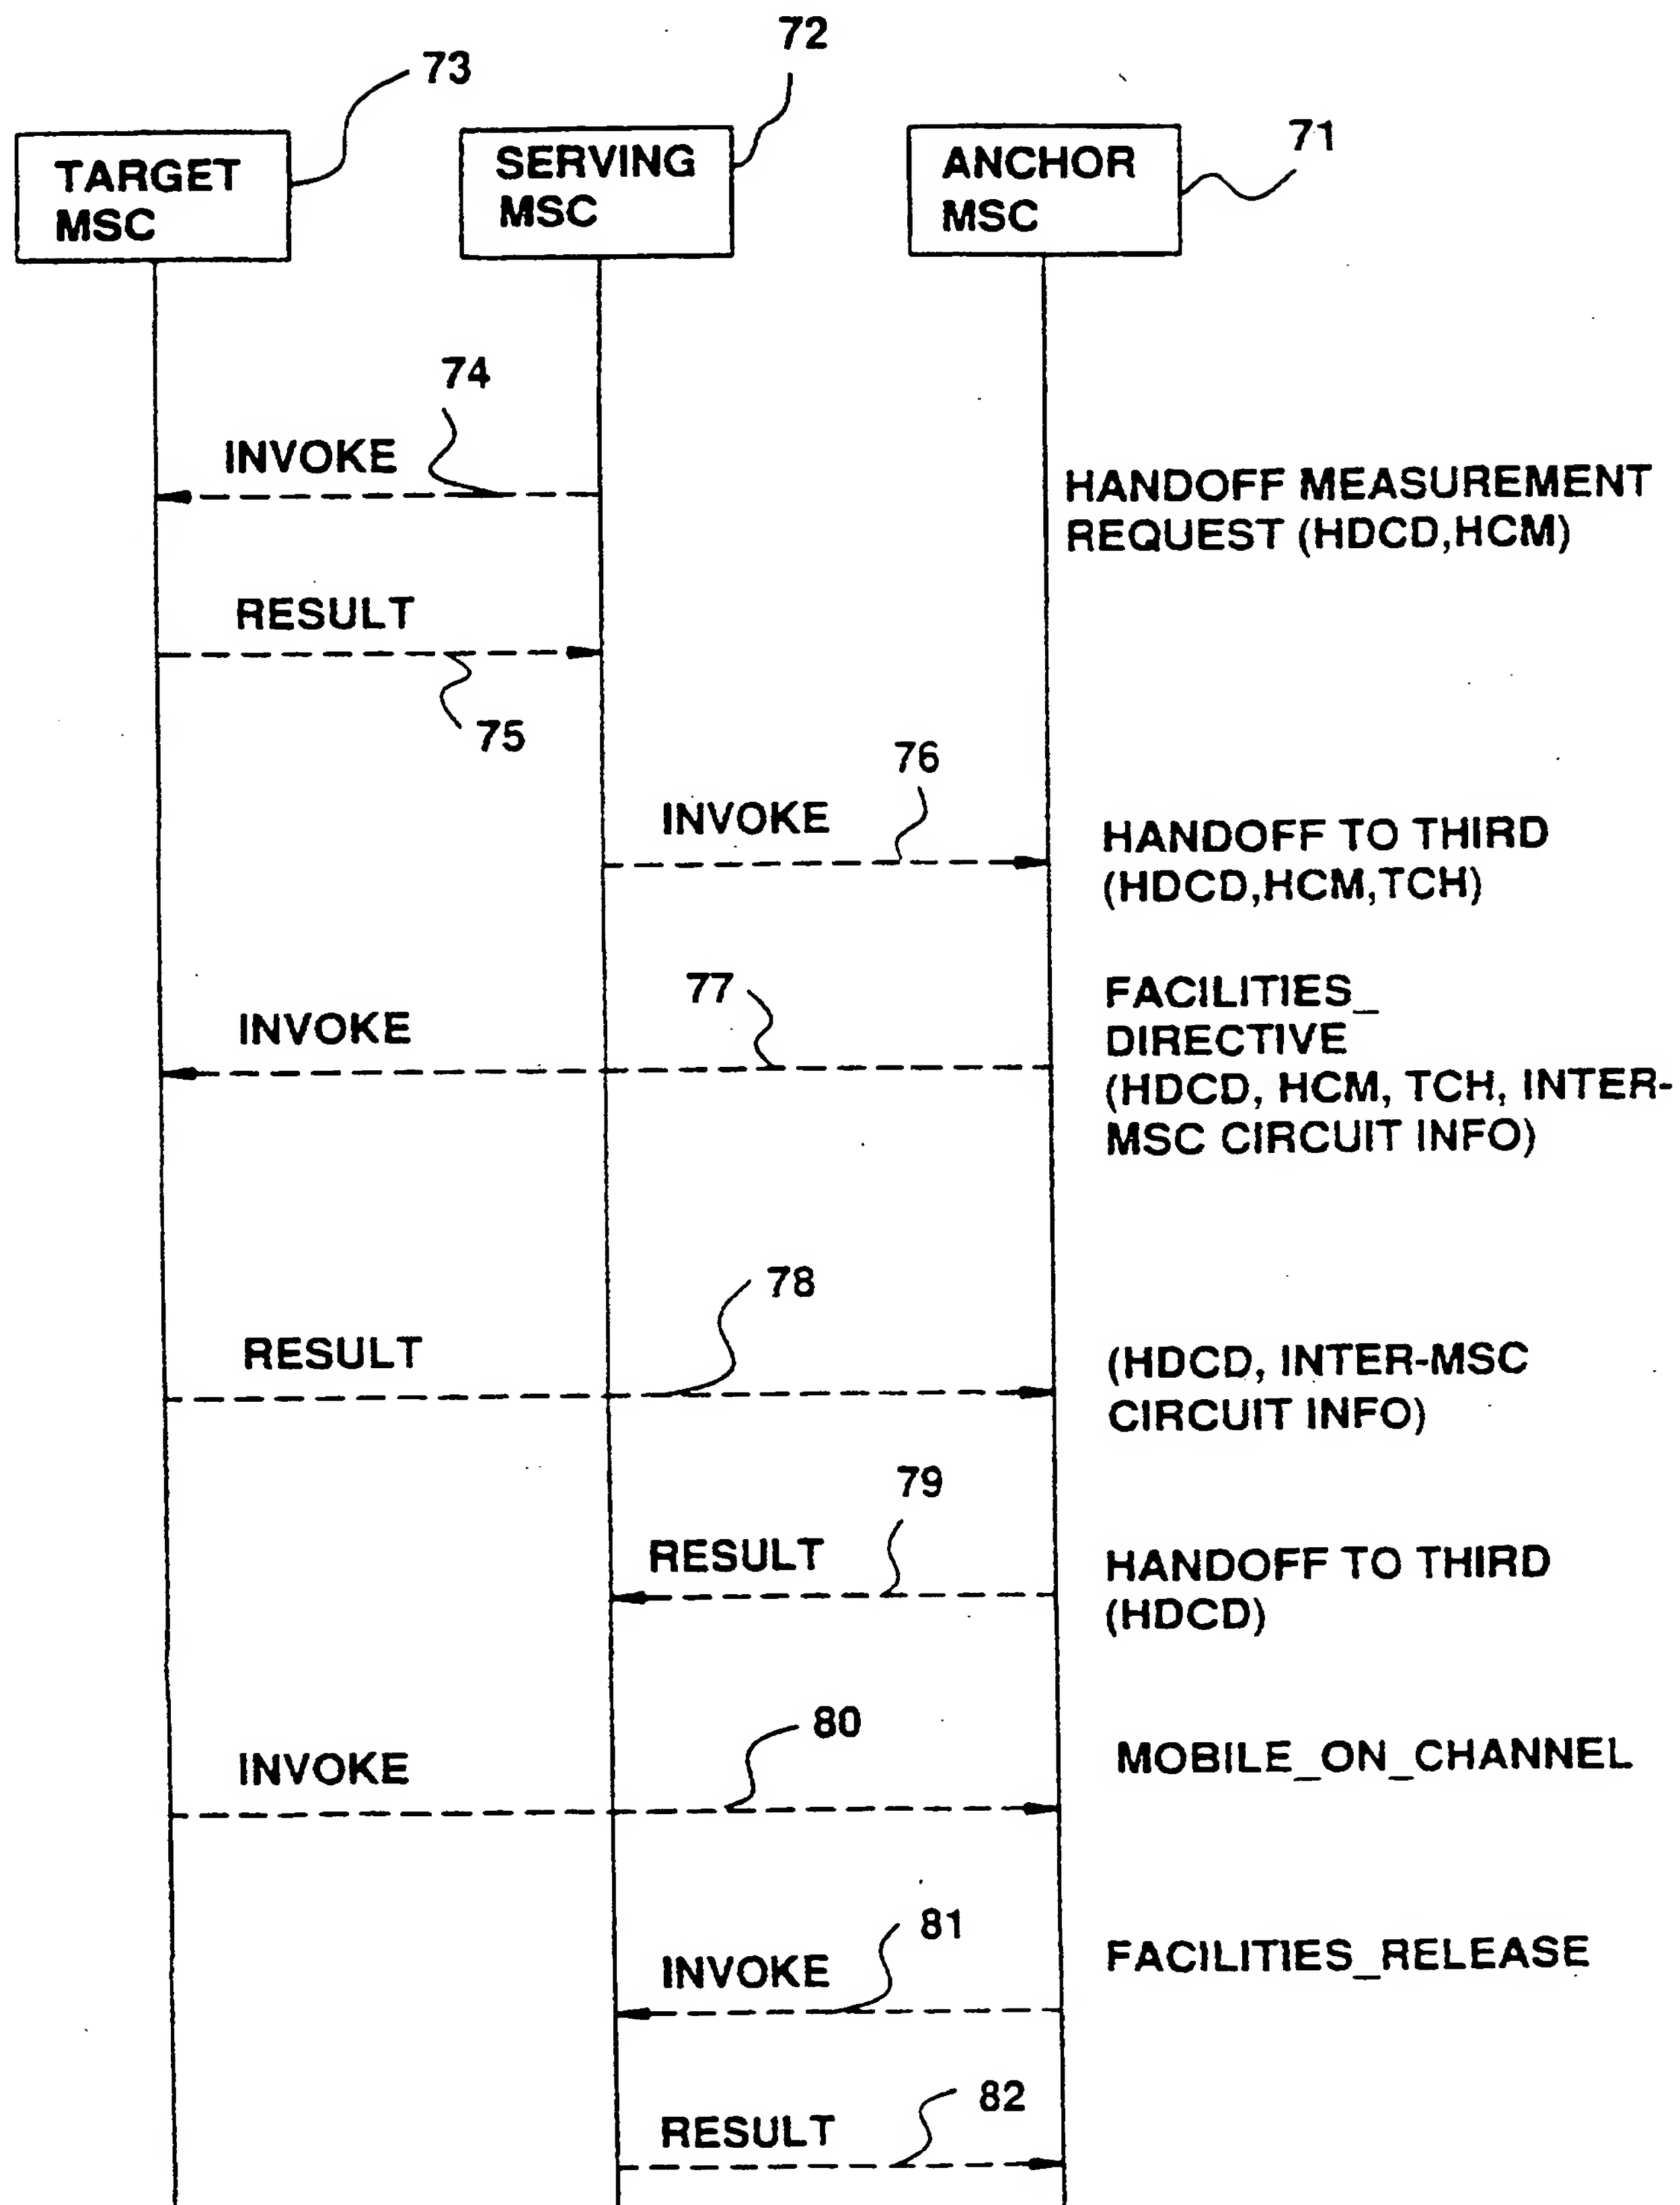 72
73
71
TARGET
MSC
SERVING
MSC
ANCHOR
MSC
74
INVOKE
HANDOFF MEASUREMENT
REQUEST (HDCD,HCM)
RESULT
75
76
INVOKE
HANDOFF TO THIRD
(HDCD,HCM,TCH)
77
INVOKE
FACILITIES_
DIRECTIVE
(HDCD, HCM, TCH, INTER-
MSC CIRCUIT INFO)
78
RESULT
(HDCD, INTER-MSC
CIRCUIT INFO)
79
RESULT
HANDOFF TO THIRD
(HDCD)
80
INVOKE
MOBILE_ON_CHANNEL
81
INVOKE
FACILITIES_RELEASE
82
RESULT